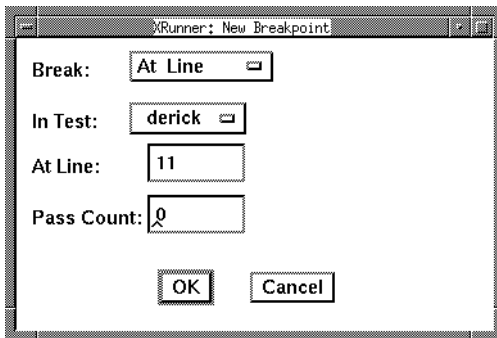 XRunner: New Breakpoint
Break: At Line
In Test: derick
At Line: 11
Pass Count: 0
OK Cancel